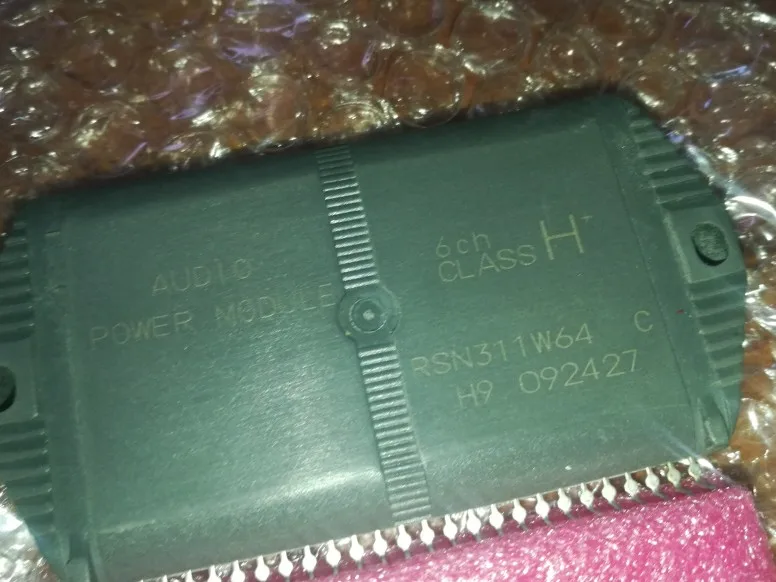 AUDIO
POWER MODULE
6ch
CLASS H+
RSN311W64 C
H9 092427